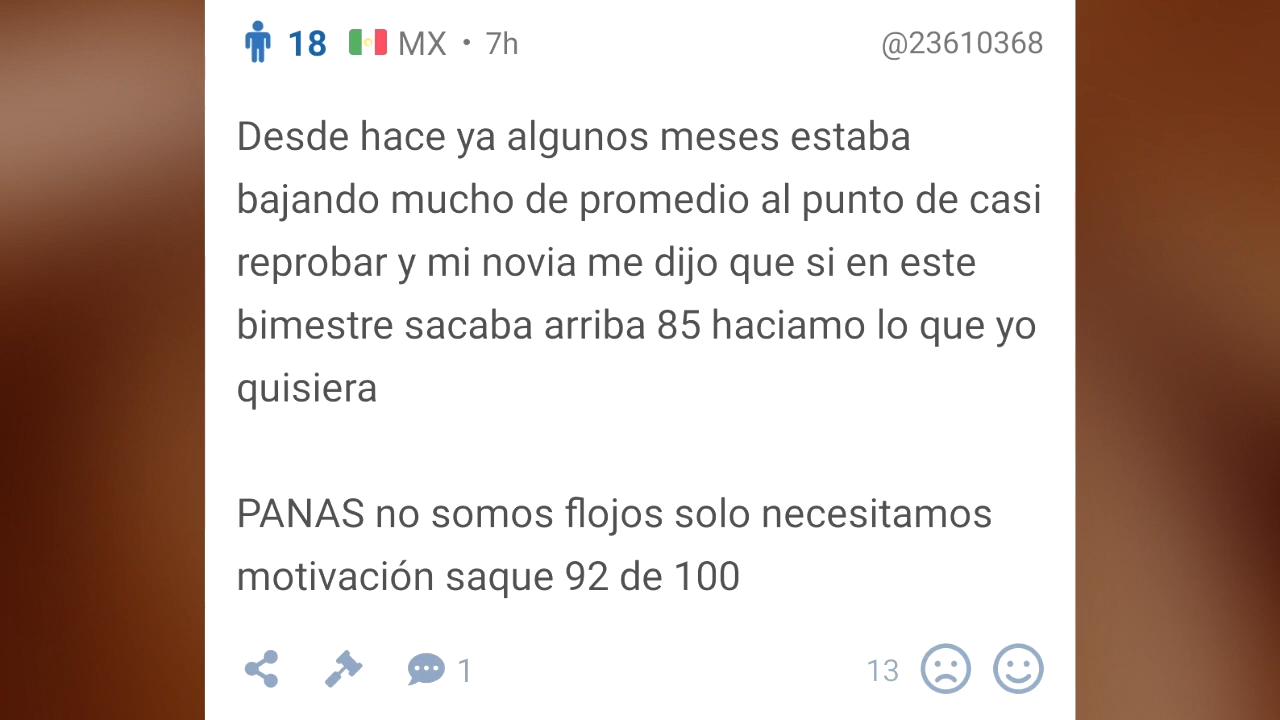 18 MX • 7h @23610368
Desde hace ya algunos meses estaba
bajando mucho de promedio al punto de casi
reprobar y mi novia me dijo que si en este
bimestre sacaba arriba 85 haciamo lo que yo
quisiera
PANAS no somos flojos solo necesitamos
motivación saque 92 de 100
1 13